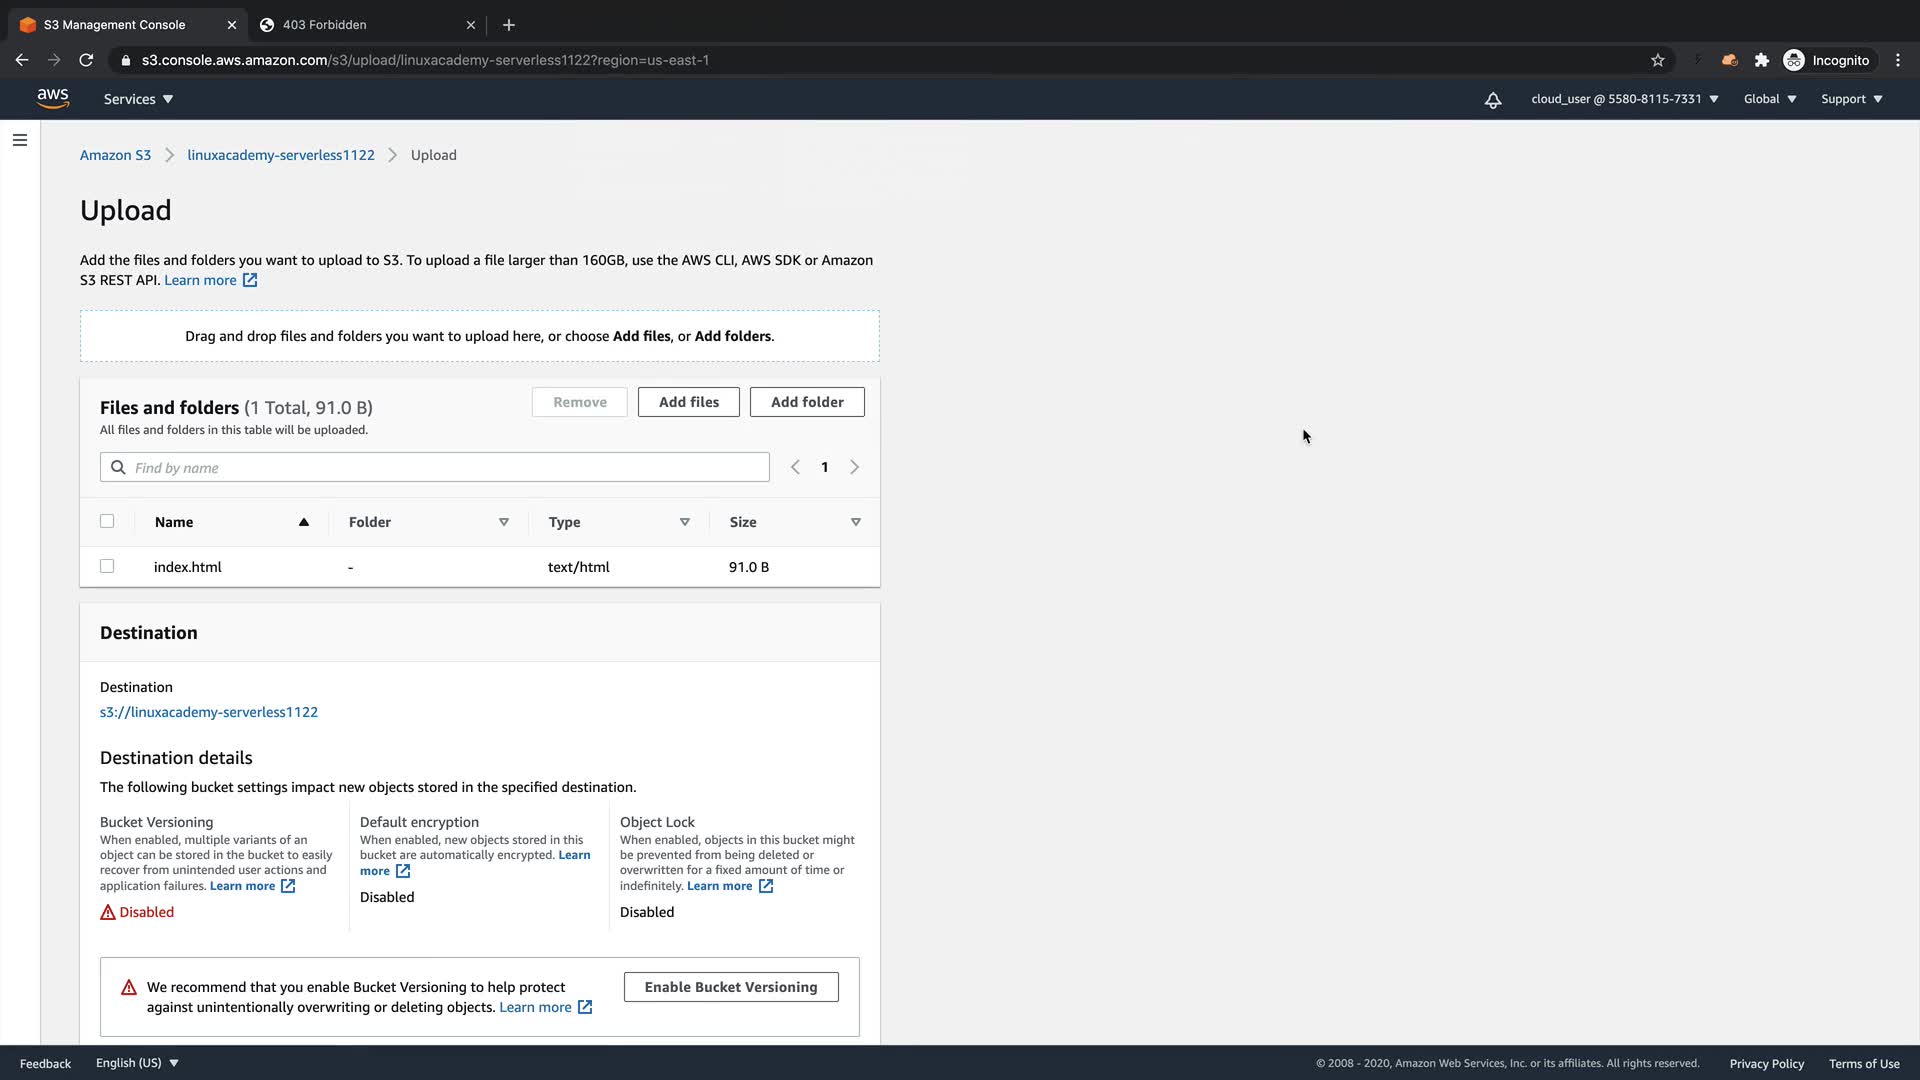 S3 Management Console
403 Forbidden
s3.console.aws.amazon.com/s3/upload/linuxacademy-serverless1122?region=us-east-1
Incognito
aws
Services
cloud_user @ 5580-8115-7331
Global
Support
Amazon S3 > linuxacademy-serverless1122 > Upload
Upload
Add the files and folders you want to upload to S3. To upload a file larger than 160GB, use the AWS CLI, AWS SDK or Amazon
S3 REST API. Learn more
Drag and drop files and folders you want to upload here, or choose Add files, or Add folders.
Files and folders (1 Total, 91.0 B)
Remove
Add files
Add folder
All files and folders in this table will be uploaded.
Find by name
1
Name Folder Type Size
index.html - text/html 91.0 B
Destination
Destination
s3://linuxacademy-serverless1122
Destination details
The following bucket settings impact new objects stored in the specified destination.
Bucket Versioning
When enabled, multiple variants of an
object can be stored in the bucket to easily
recover from unintended user actions and
application failures. Learn more
Disabled
Default encryption
When enabled, new objects stored in this
bucket are automatically encrypted. Learn
more
Disabled
Object Lock
When enabled, objects in this bucket might
be prevented from being deleted or
overwritten for a fixed amount of time or
indefinitely. Learn more
Disabled
We recommend that you enable Bucket Versioning to help protect
against unintentionally overwriting or deleting objects. Learn more
Enable Bucket Versioning
Feedback
English (US)
© 2008 - 2020, Amazon Web Services, Inc. or its affiliates. All rights reserved.
Privacy Policy
Terms of Use